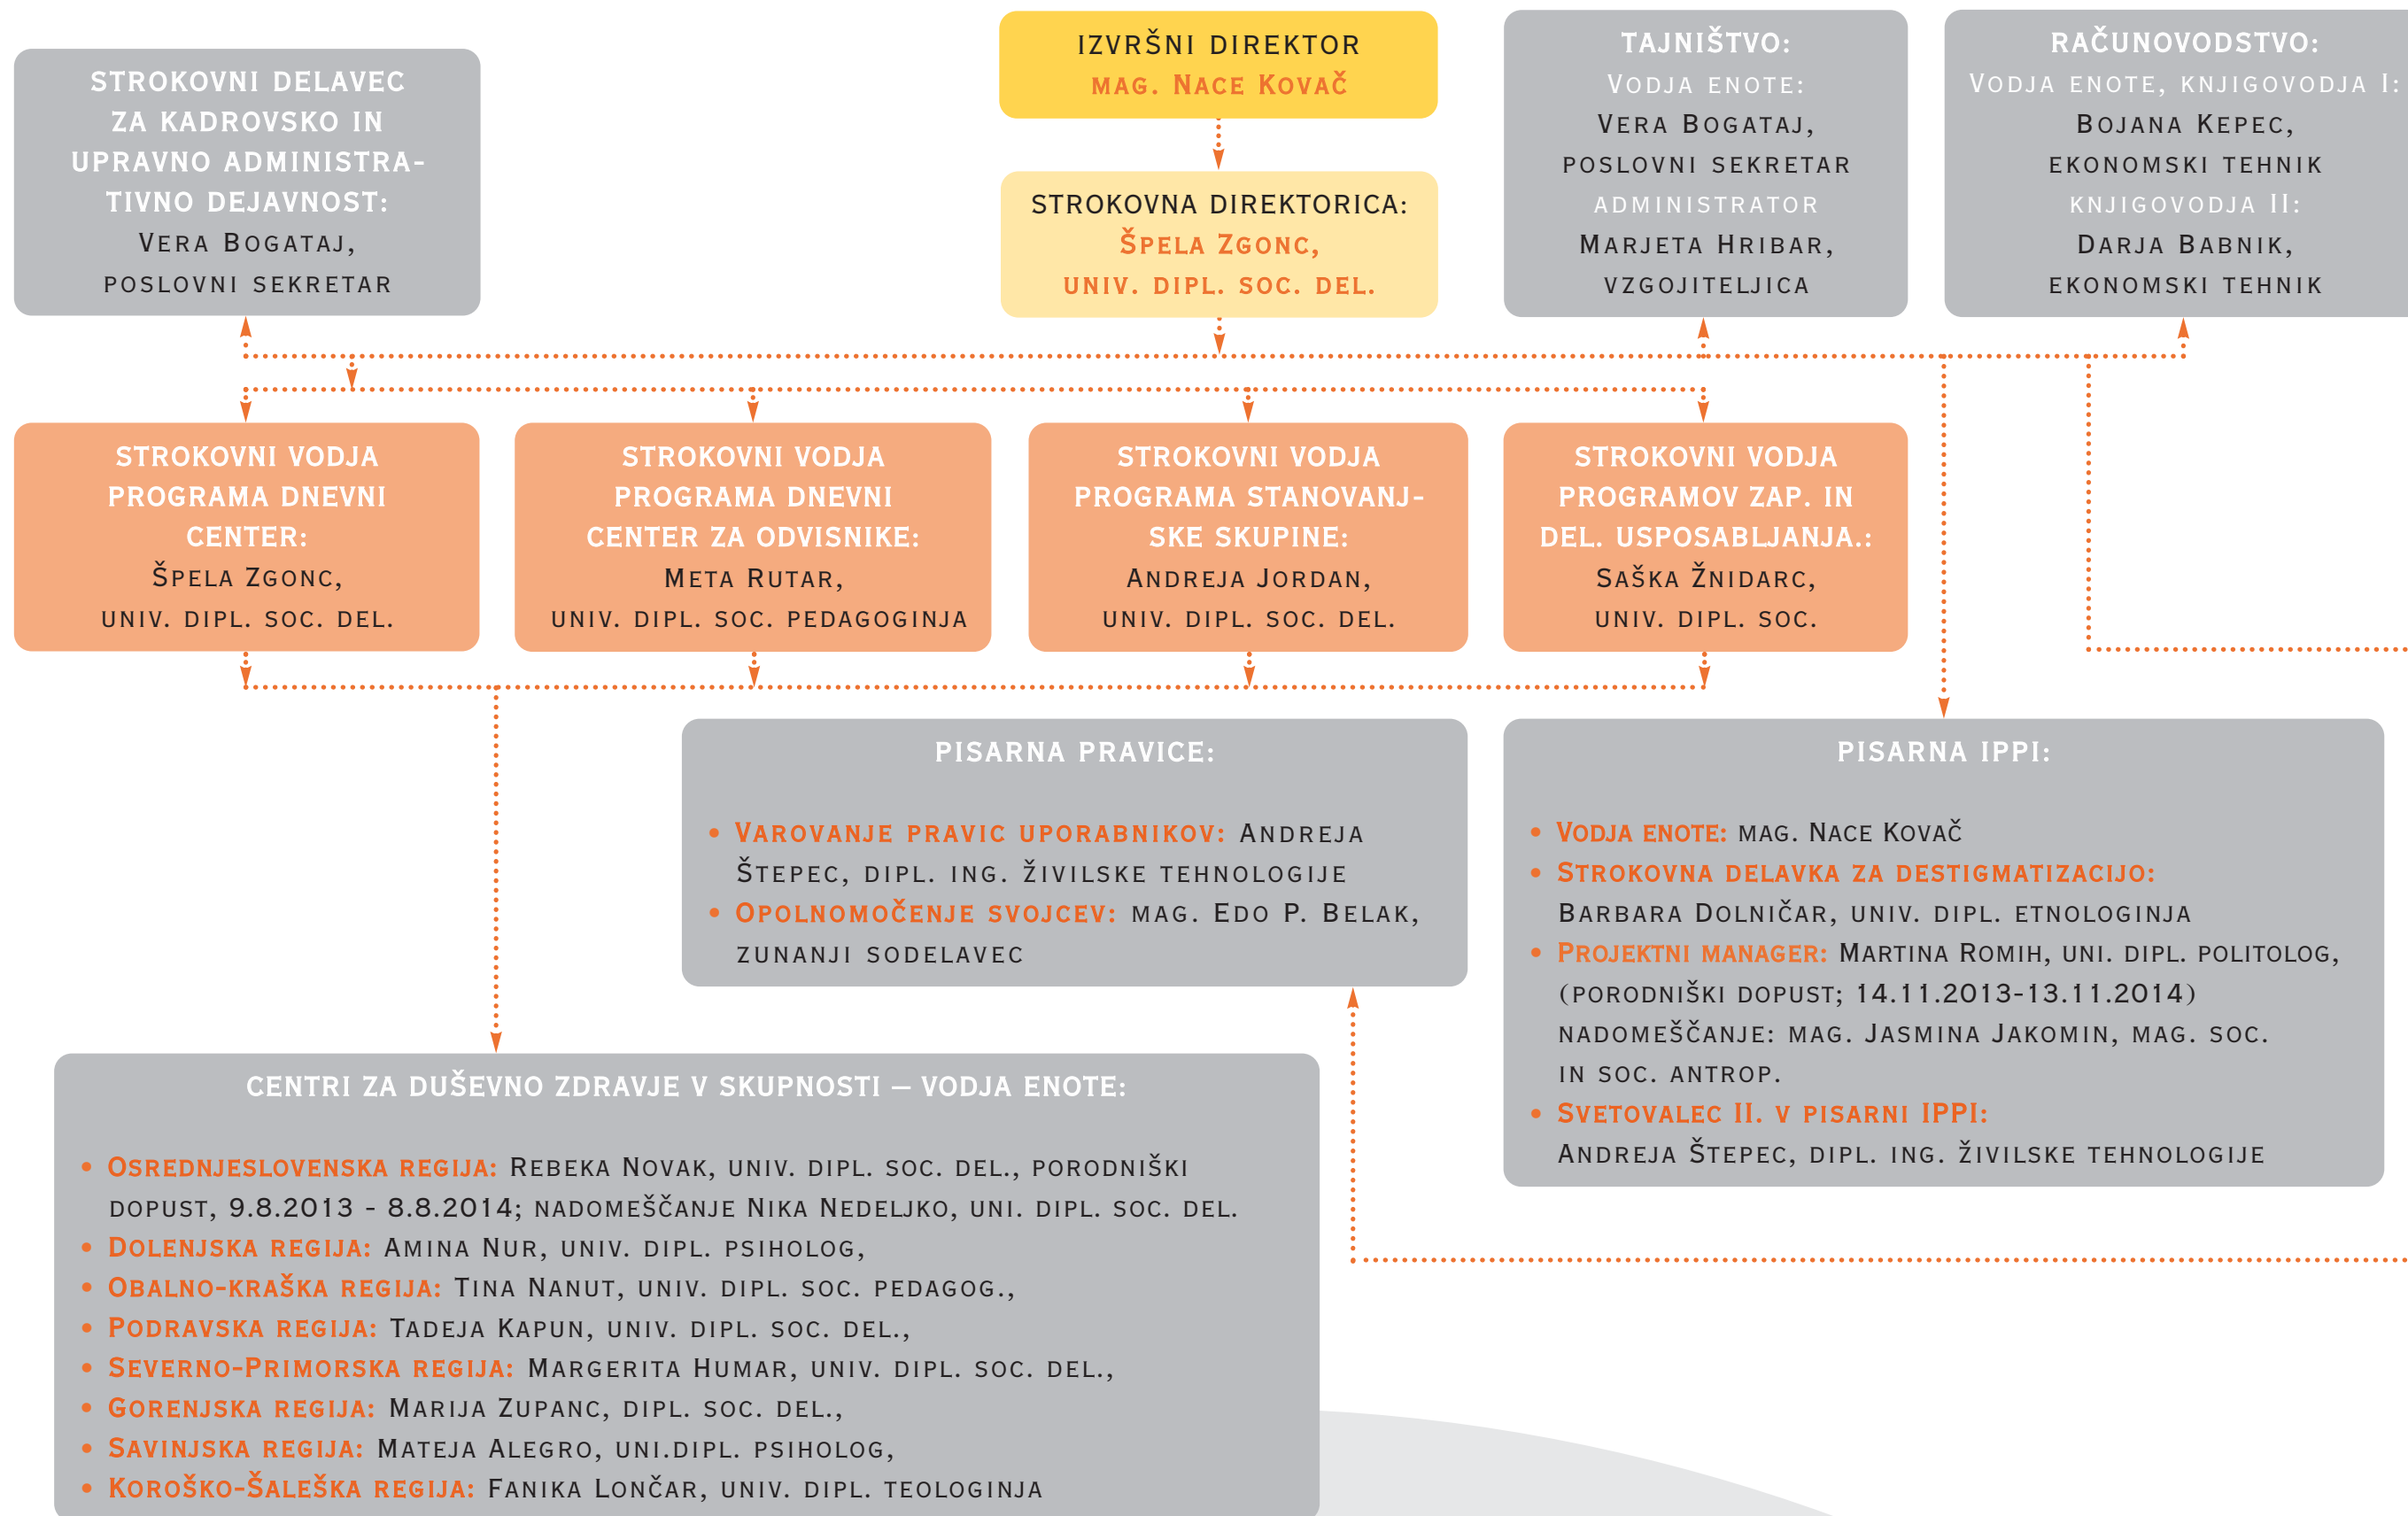 STROKOVNI DELAVEC
ZA KADROVSKO IN
UPRAVNO ADMINISTRA-
TIVNO DEJAVNOST:
Vera Bogataj,
poslovni sekretar
IZVRŠNI DIREKTOR
mag. Nace Kovač
STROKOVNA DIREKTORICA:
Špela Zgonc,
univ. dipl. soc. del.
TAJNIŠTVO:
Vodja enote:
Vera Bogataj,
poslovni sekretar
administrator
Marjeta Hribar,
vzgojiteljica
RAČUNOVODSTVO:
Vodja enote, knjigovodja I:
Bojana Kepec,
ekonomski tehnik
knjigovodja II:
Darja Babnik,
ekonomski tehnik
STROKOVNI VODJA
PROGRAMA DNEVNI
CENTER:
Špela Zgonc,
univ. dipl. soc. del.
STROKOVNI VODJA
PROGRAMA DNEVNI
CENTER ZA ODVISNIKE:
Meta Rutar,
univ. dipl. soc. pedagoginja
STROKOVNI VODJA
PROGRAMA STANOVANJ-
SKE SKUPINE:
Andreja Jordan,
univ. dipl. soc. del.
STROKOVNI VODJA
PROGRAMOV ZAP. IN
DEL. USPOSABLJANJA.:
Saška Žnidarc,
univ. dipl. soc.
PISARNA PRAVICE:
• Varovanje pravic uporabnikov: Andreja
Štepec, dipl. ing. živilske tehnologije
• Opolnomočenje svojcev: mag. Edo P. Belak,
zunanji sodelavec
PISARNA IPPI:
• Vodja enote: mag. Nace Kovač
• Strokovna delavka za destigmatizacijo:
Barbara Dolničar, univ. dipl. etnologinja
• Projektni manager: Martina Romih, uni. dipl. politolog,
(porodniški dopust; 14.11.2013-13.11.2014)
nadomeščanje: mag. Jasmina Jakomin, mag. soc.
in soc. antrop.
• Svetovalec II. v pisarni IPPI:
Andreja Štepec, dipl. ing. živilske tehnologije
CENTRI ZA DUŠEVNO ZDRAVJE V SKUPNOSTI – VODJA ENOTE:
• Osrednjeslovenska regija: Rebeka Novak, univ. dipl. soc. del., porodniški
dopust, 9.8.2013 - 8.8.2014; nadomeščanje Nika Nedeljko, uni. dipl. soc. del.
• Dolenjska regija: Amina Nur, univ. dipl. psiholog,
• Obalno-kraška regija: Tina Nanut, univ. dipl. soc. pedagog.,
• Podravska regija: Tadeja Kapun, univ. dipl. soc. del.,
• Severno-Primorska regija: Margerita Humar, univ. dipl. soc. del.,
• Gorenjska regija: Marija Zupanc, dipl. soc. del.,
• Savinjska regija: Mateja Alegro, uni.dipl. psiholog,
• Koroško-Šaleška regija: Fanika Lončar, univ. dipl. teologinja